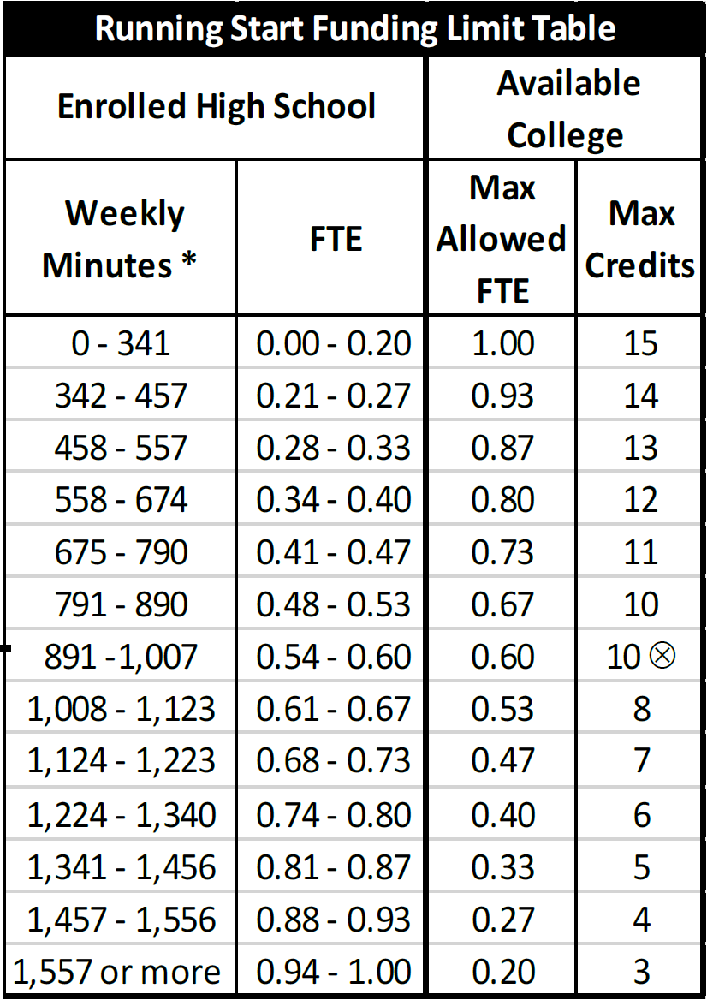 Running Start Funding Limit Table
Enrolled High School
Available
College
Weekly
Minutes *
FTE
Max
Allowed
FTE
Max
Credits
0 - 341 0.00 - 0.20 1.00 15
342 - 457 0.21 - 0.27 0.93 14
458 - 557 0.28 - 0.33 0.87 13
558 - 674 0.34 - 0.40 0.80 12
675 - 790 0.41 - 0.47 0.73 11
791 - 890 0.48 - 0.53 0.67 10
891 -1,007 0.54 - 0.60 0.60 10 ⊗
1,008 - 1,123 0.61 - 0.67 0.53 8
1,124 - 1,223 0.68 - 0.73 0.47 7
1,224 - 1,340 0.74 - 0.80 0.40 6
1,341 - 1,456 0.81 - 0.87 0.33 5
1,457 - 1,556 0.88 - 0.93 0.27 4
1,557 or more 0.94 - 1.00 0.20 3